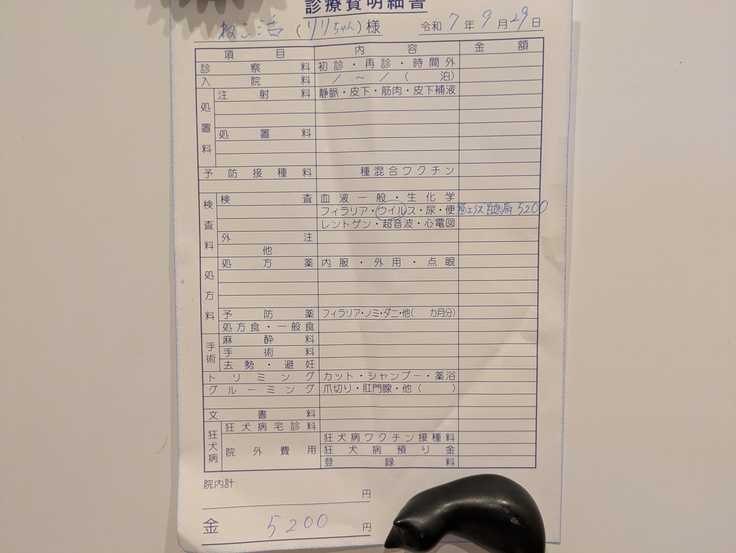 診療費明細書
ねこ活 (リリちゃん) 様 令和 7 年 9 月 29 日
項目 内容 金額
診察料 初診・再診・時間外
入院料 / ~ / ( 泊)
処置料
注射料 静脈・皮下・筋肉・皮下補液
処置料
予防接種料 種混合ワクチン
検査料
検査 血液一般・生化学
フィラリア・ウイルス・尿・便 猫エイズ 白血病 5200
レントゲン・超音波・心電図
外注
他
処方料
処方薬 内服・外用・点眼
予防薬 フィラリア・ノミ・ダニ・他( カ月分)
処方食・一般食
手術
麻酔料
手術料
去勢・避妊
トリミング カット・シャンプー・薬浴
グルーミング 爪切り・肛門腺・他( )
文書料
狂犬病
狂犬病宅診料
院外費用 狂犬病ワクチン接種料
狂犬病預り金
登録料
院内計
円
金 5200 円